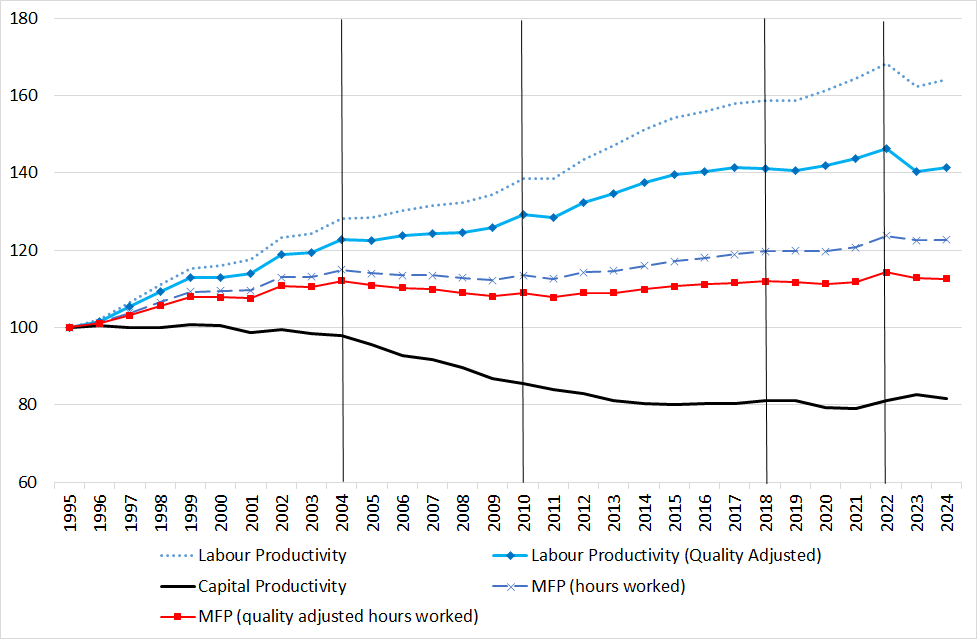 180
160
140
120
100
80
60
1995 1996 1997 1998 1999 2000 2001 2002 2003 2004 2005 2006 2007 2008 2009 2010 2011 2012 2013 2014 2015 2016 2017 2018 2019 2020 2021 2022 2023 2024
Labour Productivity Labour Productivity (Quality Adjusted)
Capital Productivity MFP (hours worked)
MFP (quality adjusted hours worked)